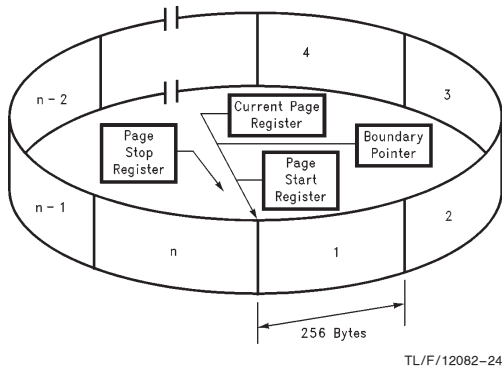 4
n - 2
3
Current Page
Register
Page
Stop
Register
Boundary
Pointer
Page
Start
Register
n - 1
2
n
1
256 Bytes
TL/F/12082-24